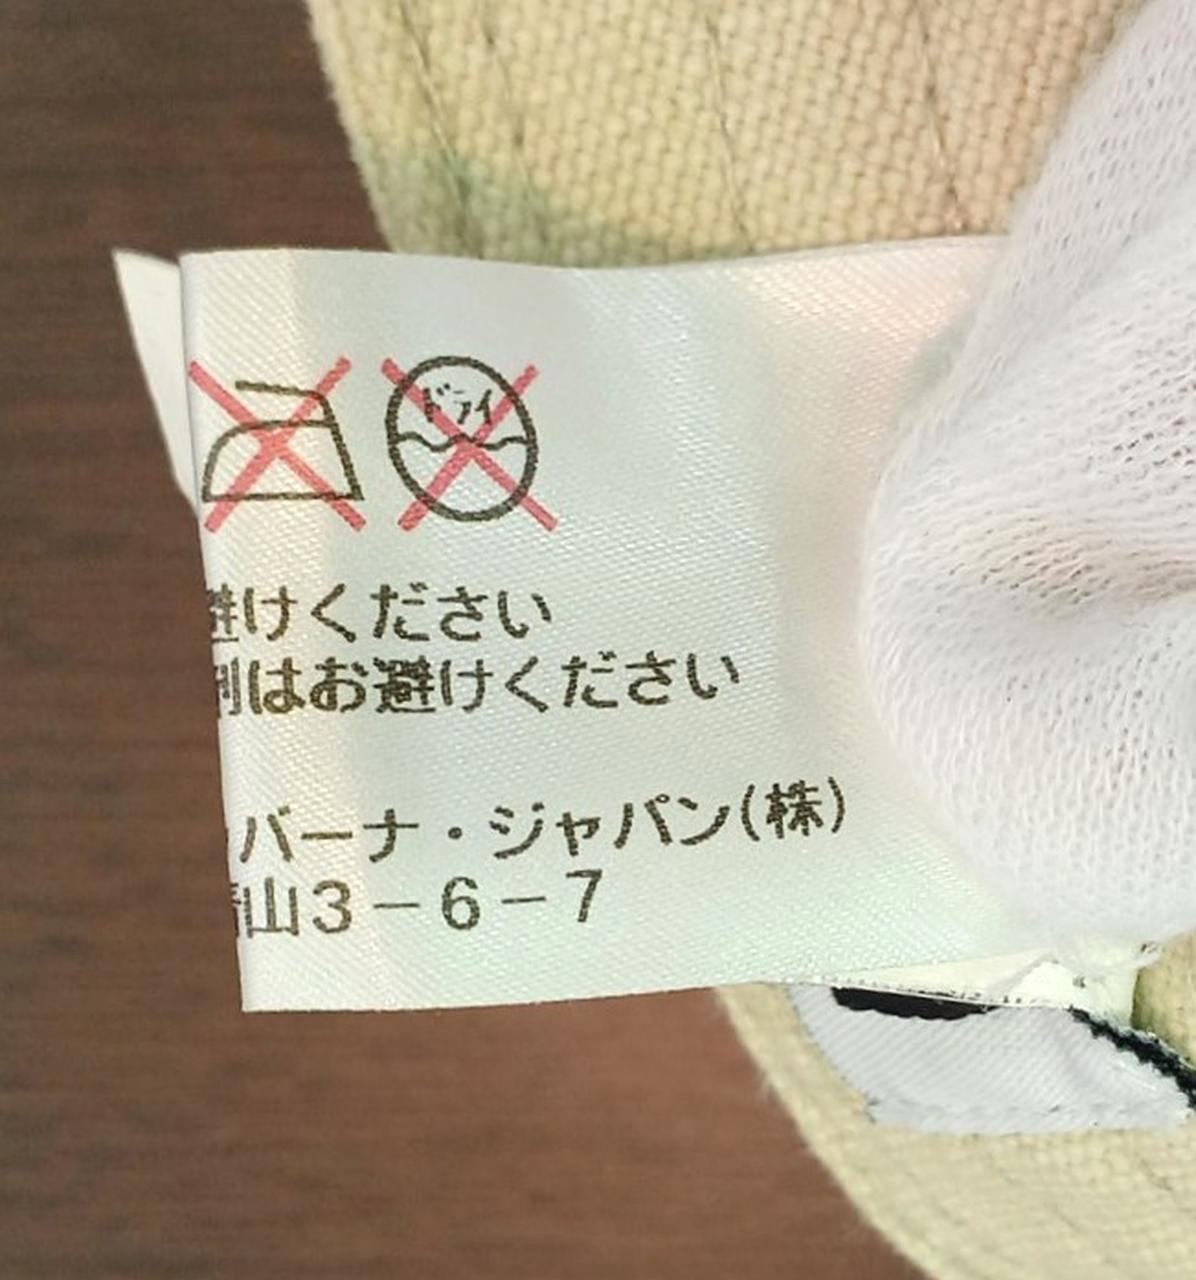 ドライ
避けください
剤はお避けください
バーナ・ジャパン(株)
山3-6-7